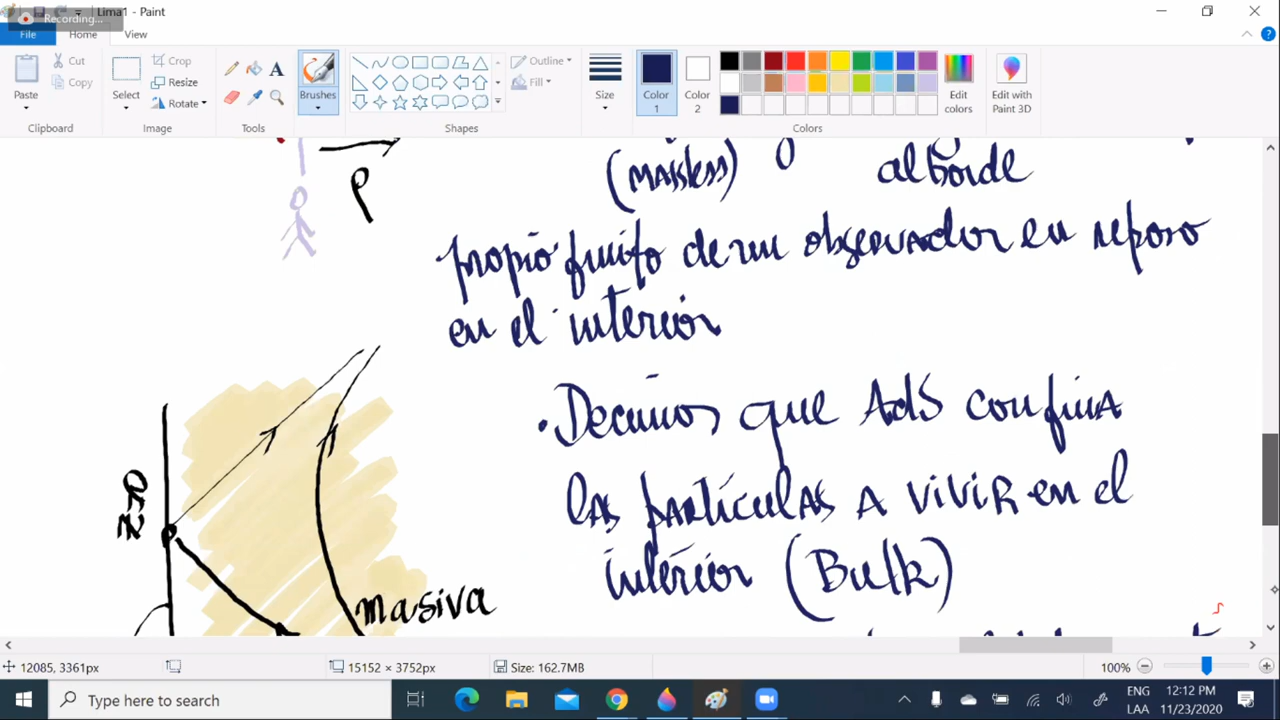 Recording...
Lima1 - Paint
File
Home
View
Paste
Cut
Copy
Clipboard
Select
Crop
Resize
Rotate
Image
Tools
Brushes
Shapes
Outline
Fill
Size
Color 1
Color 2
Edit colors
Colors
Edit with Paint 3D
P
(massless)
al borde
propio finito de un observador en reposo
en el interior
• Decimos que AdS confina
las partículas a vivir en el
interior (Bulk)
z=0
masiva
12085, 3361px
15152 × 3752px
Size: 162.7MB
100%
Type here to search
ENG
LAA
12:12 PM
11/23/2020